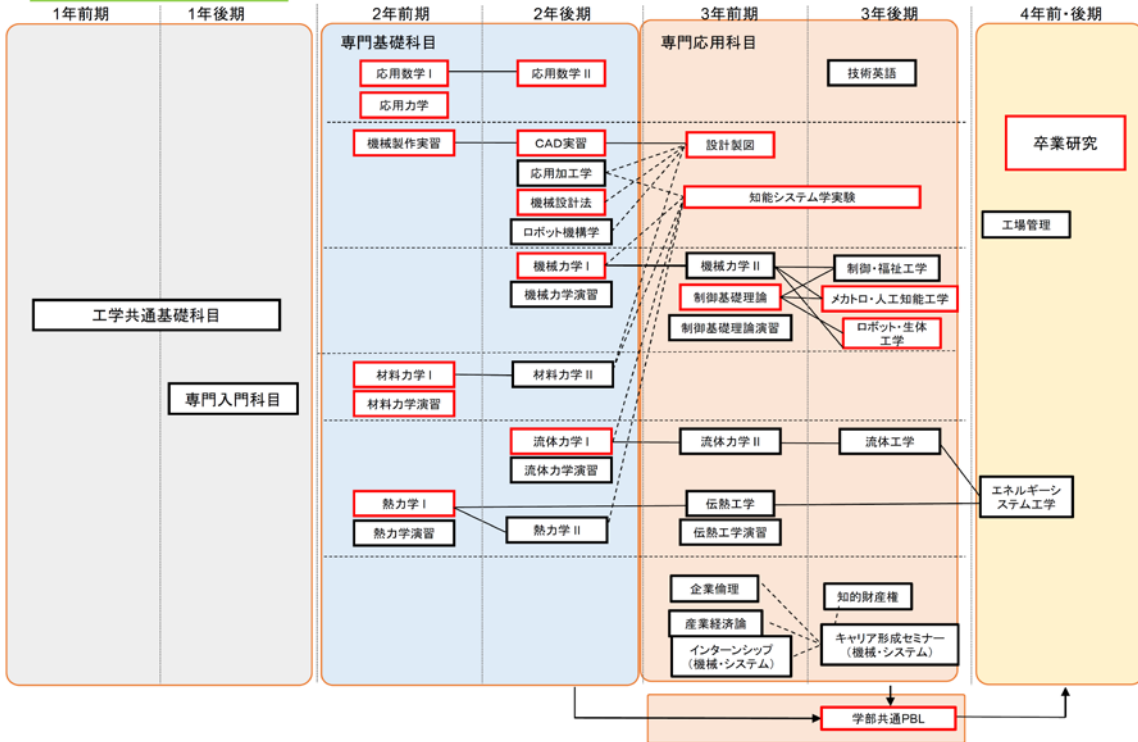 1年前期
1年後期
2年前期
2年後期
3年前期
3年後期
4年前・後期
専門基礎科目
専門応用科目
応用数学Ⅰ
応用数学Ⅱ
技術英語
応用力学
機械製作実習
CAD実習
設計製図
卒業研究
応用加工学
機械設計法
知能システム学実験
ロボット機構学
工場管理
機械力学Ⅰ
機械力学Ⅱ
制御・福祉工学
機械力学演習
制御基礎理論
メカトロ・人工知能工学
工学共通基礎科目
制御基礎理論演習
ロボット・生体
工学
材料力学Ⅰ
材料力学Ⅱ
専門入門科目
材料力学演習
流体力学Ⅰ
流体力学Ⅱ
流体工学
流体力学演習
熱力学Ⅰ
伝熱工学
エネルギーシ
ステム工学
熱力学演習
熱力学Ⅱ
伝熱工学演習
企業倫理
知的財産権
産業経済論
インターンシップ
(機械・システム)
キャリア形成セミナー
(機械・システム)
学部共通PBL